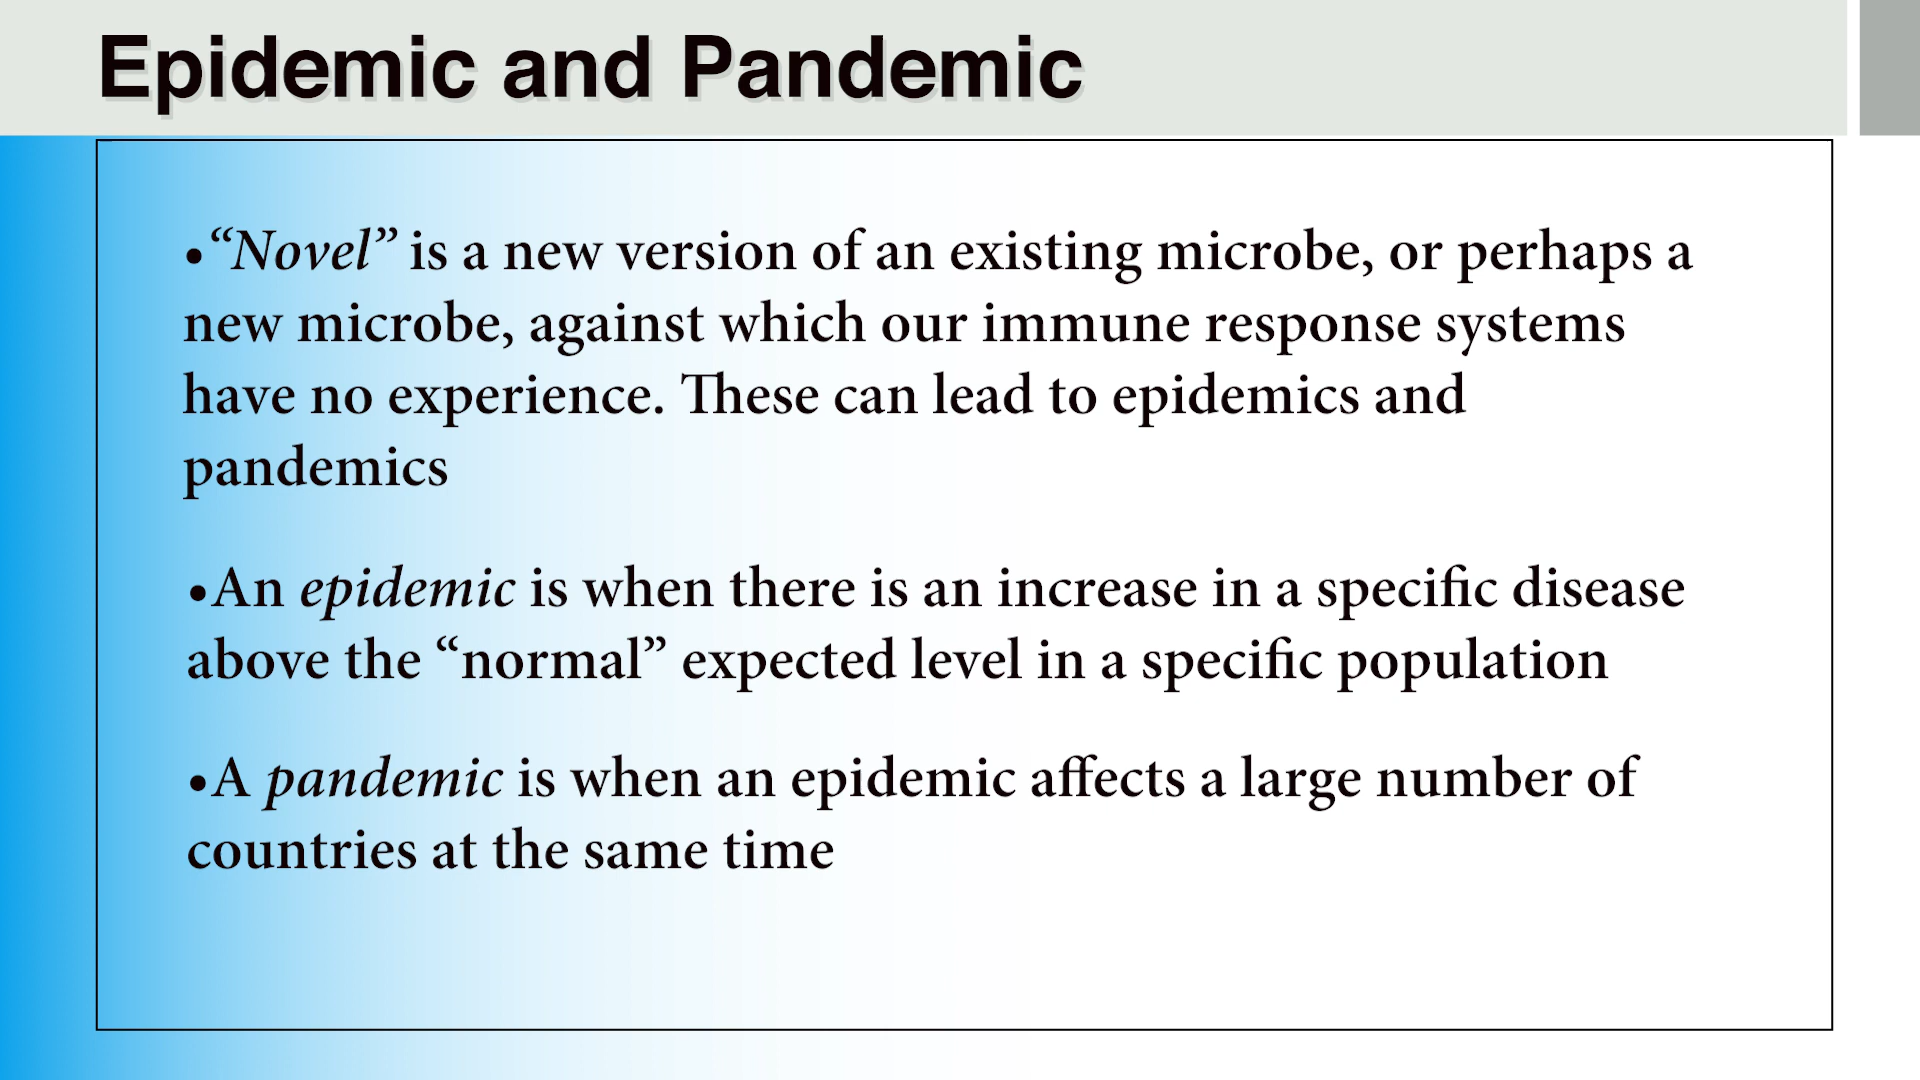 Epidemic and Pandemic
•“Novel” is a new version of an existing microbe, or perhaps a
new microbe, against which our immune response systems
have no experience. These can lead to epidemics and
pandemics
•An epidemic is when there is an increase in a specific disease
above the “normal” expected level in a specific population
•A pandemic is when an epidemic affects a large number of
countries at the same time